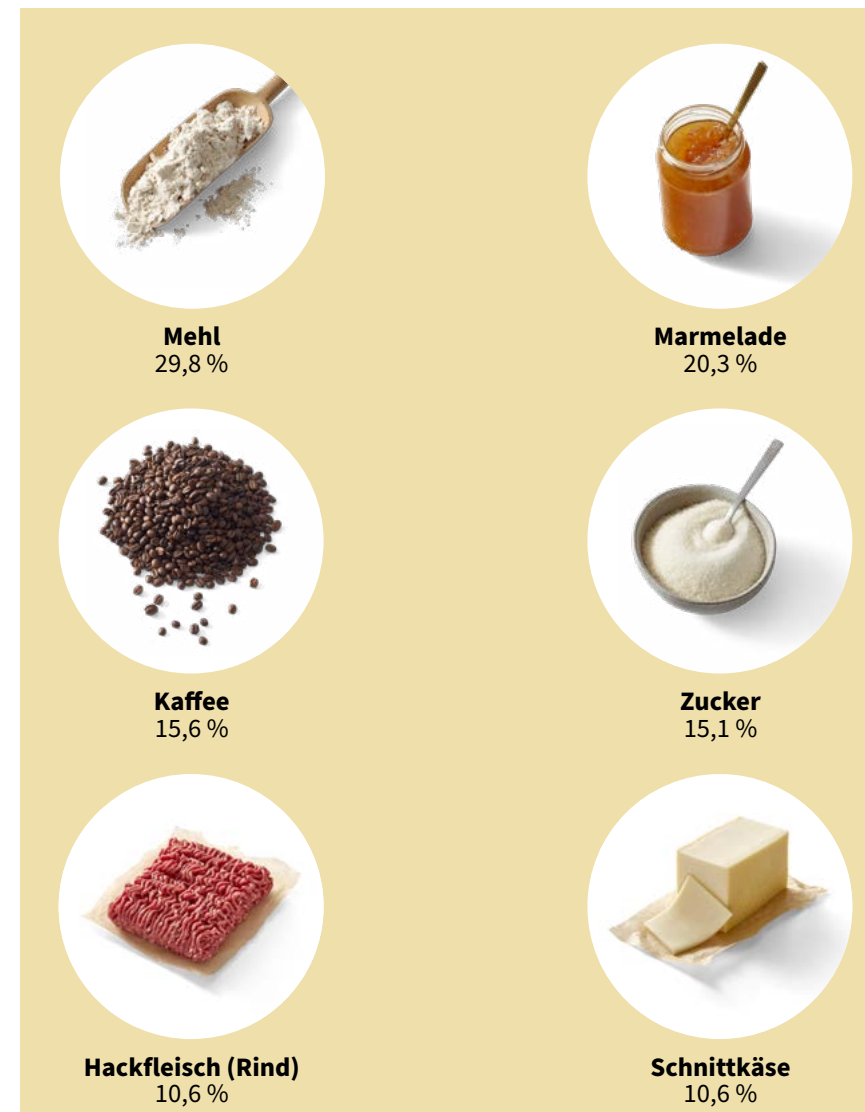 Mehl
29,8 %
Marmelade
20,3 %
Kaffee
15,6 %
Zucker
15,1 %
Hackfleisch (Rind)
10,6 %
Schnittkäse
10,6 %